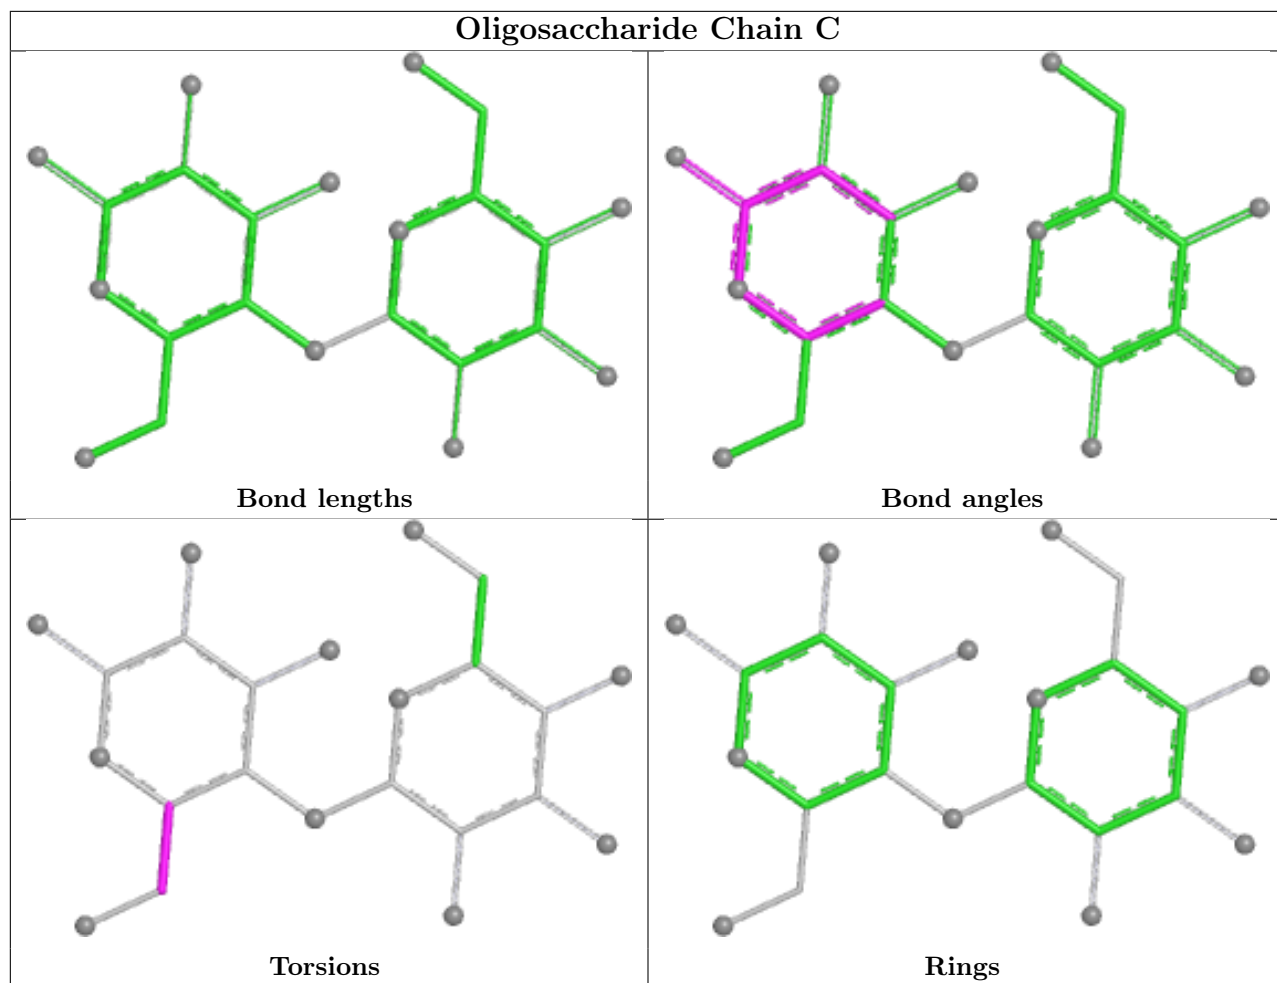 Oligosaccharide Chain C
Bond lengths
Bond angles
Torsions
Rings